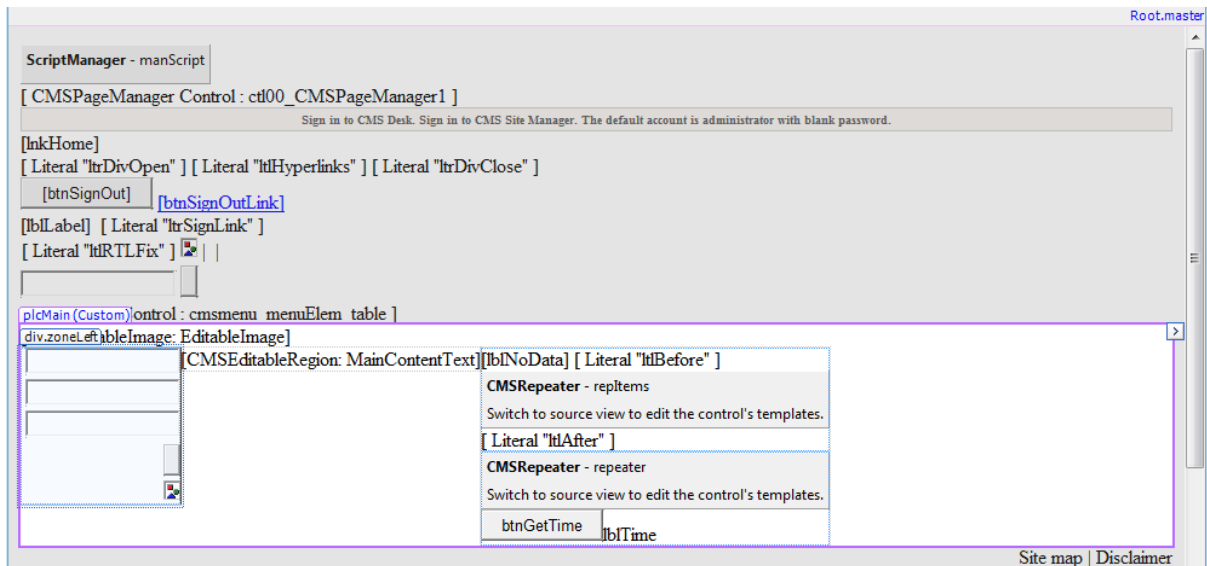 Root.master
ScriptManager - manScript
[ CMSPageManager Control : ctl00_CMSPageManager1 ]
Sign in to CMS Desk. Sign in to CMS Site Manager. The default account is administrator with blank password.
[lnkHome]
[ Literal "ltrDivOpen" ] [ Literal "ltlHyperlinks" ] [ Literal "ltrDivClose" ]
[btnSignOut] [btnSignOutLink]
[lblLabel] [ Literal "ltrSignLink" ]
[ Literal "ltlRTLFix" ] | |
plcMain (Custom) ontrol : cmsmenu_menuElem_table ]
div.zoneLeft bleImage: EditableImage]
[CMSEditableRegion: MainContentText] [lblNoData] [ Literal "ltlBefore" ]
CMSRepeater - repItems
Switch to source view to edit the control's templates.
[ Literal "ltlAfter" ]
CMSRepeater - repeater
Switch to source view to edit the control's templates.
btnGetTime lblTime
Site map | Disclaimer